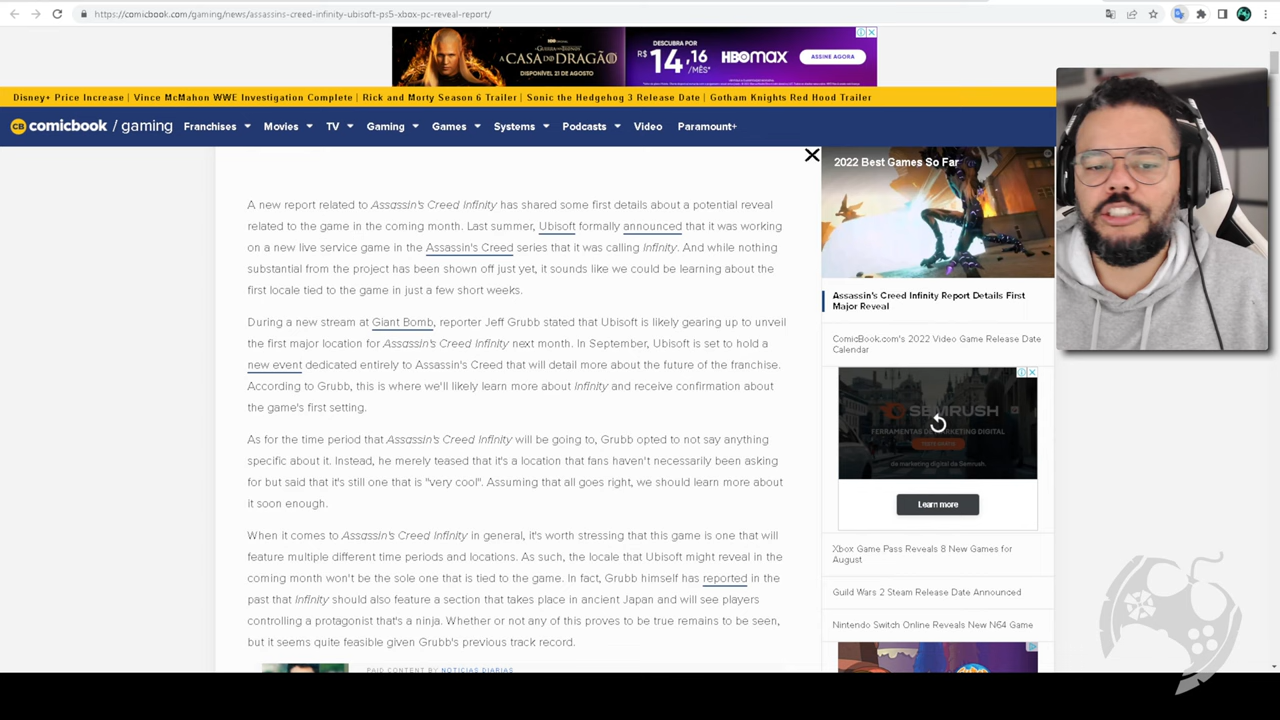 https://comicbook.com/gaming/news/assassins-creed-infinity-ubisoft-ps5-xbox-pc-reveal-report/
HBO ORIGINAL
A CASA DO DRAGÃO
DISPONÍVEL 21 DE AGOSTO
DESCUBRA POR
R$ 14,16 /MÊS*
HBOMAX
ASSINE AGORA
Disney+ Price Increase | Vince McMahon WWE Investigation Complete | Rick and Morty Season 6 Trailer | Sonic the Hedgehog 3 Release Date | Gotham Knights Red Hood Trailer
CB comicbook / gaming
Franchises
Movies
TV
Gaming
Games
Systems
Podcasts
Video
Paramount+
A new report related to Assassin's Creed Infinity has shared some first details about a potential reveal
related to the game in the coming month. Last summer, Ubisoft formally announced that it was working
on a new live service game in the Assassin's Creed series that it was calling Infinity. And while nothing
substantial from the project has been shown off just yet, it sounds like we could be learning about the
first locale tied to the game in just a few short weeks.
During a new stream at Giant Bomb, reporter Jeff Grubb stated that Ubisoft is likely gearing up to unveil
the first major location for Assassin's Creed Infinity next month. In September, Ubisoft is set to hold a
new event dedicated entirely to Assassin's Creed that will detail more about the future of the franchise.
According to Grubb, this is where we'll likely learn more about Infinity and receive confirmation about
the game's first setting.
As for the time period that Assassin's Creed Infinity will be going to, Grubb opted to not say anything
specific about it. Instead, he merely teased that it's a location that fans haven't necessarily been asking
for but said that it's still one that is "very cool". Assuming that all goes right, we should learn more about
it soon enough.
When it comes to Assassin's Creed Infinity in general, it's worth stressing that this game is one that will
feature multiple different time periods and locations. As such, the locale that Ubisoft might reveal in the
coming month won't be the sole one that is tied to the game. In fact, Grubb himself has reported in the
past that Infinity should also feature a section that takes place in ancient Japan and will see players
controlling a protagonist that's a ninja. Whether or not any of this proves to be true remains to be seen,
but it seems quite feasible given Grubb's previous track record.
PAID CONTENT BY NOTICIAS DIARIAS
2022 Best Games So Far
Assassin's Creed Infinity Report Details First
Major Reveal
ComicBook.com's 2022 Video Game Release Date
Calendar
SEMRUSH
FERRAMENTAS DE MARKETING DIGITAL
de marketing digital da Semrush
Learn more
Xbox Game Pass Reveals 8 New Games for
August
Guild Wars 2 Steam Release Date Announced
Nintendo Switch Online Reveals New N64 Game